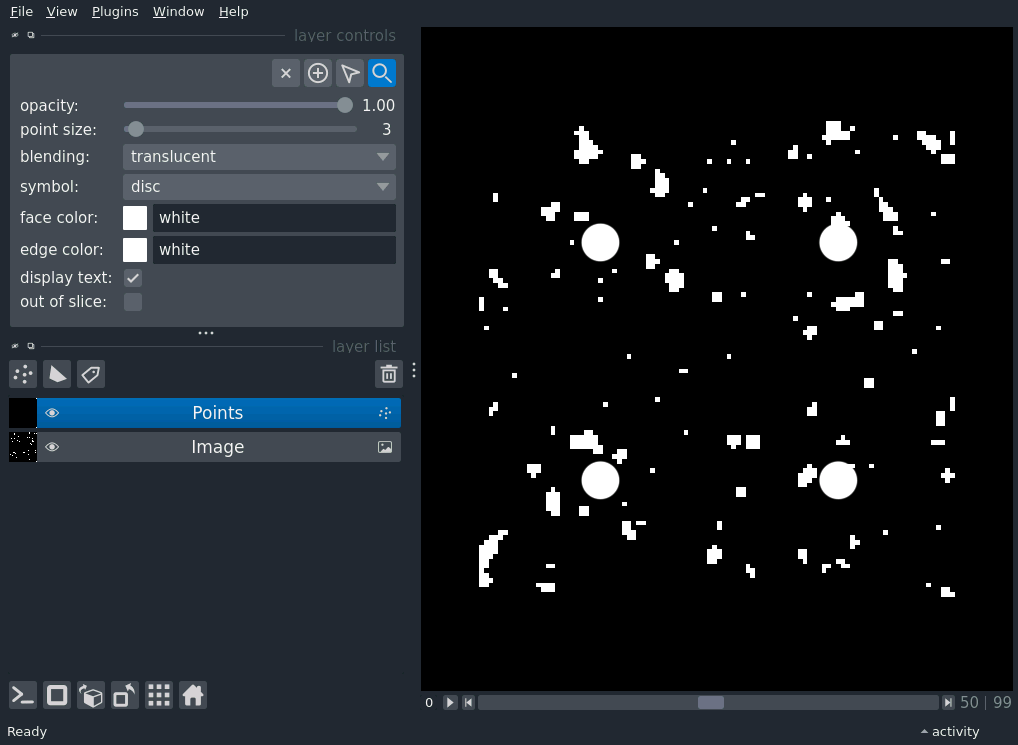 File View Plugins Window Help
layer controls
opacity: 1.00
point size: 3
blending: translucent
symbol: disc
face color: white
edge color: white
display text:
out of slice:
layer list
Points
Image
0 50 | 99
Ready activity